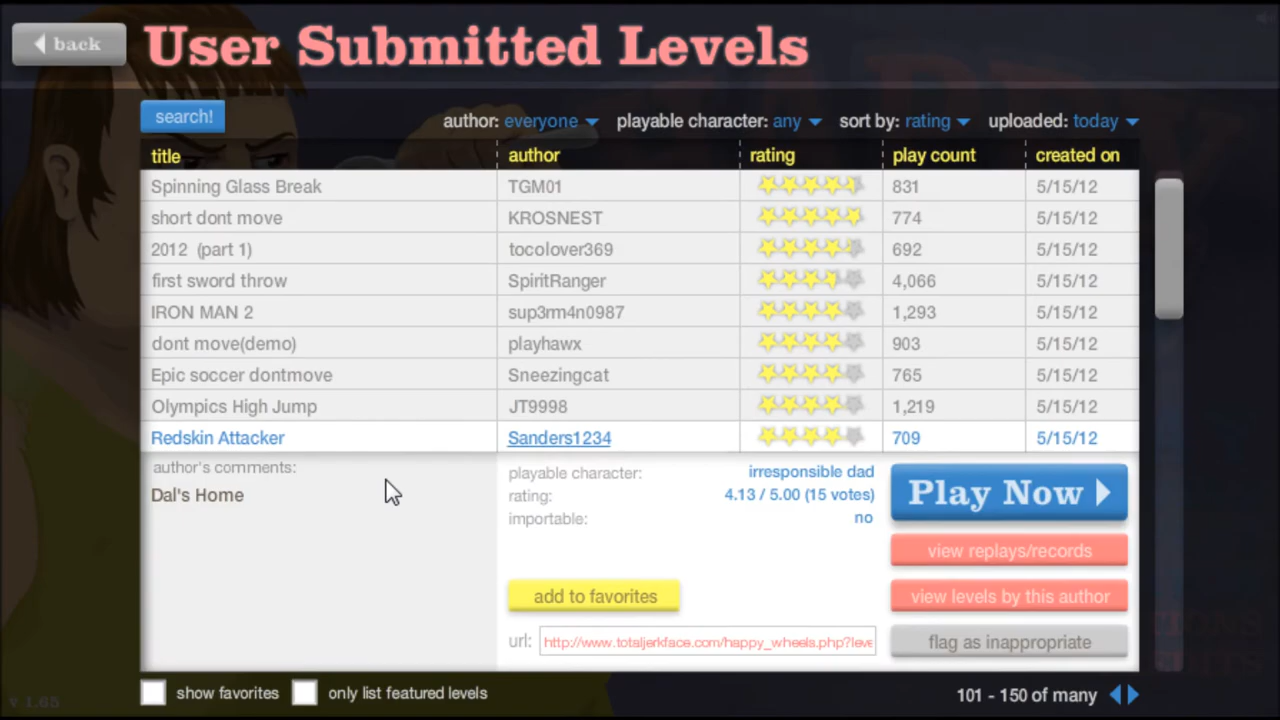 back
User Submitted Levels
search!
author: everyone playable character: any sort by: rating uploaded: today
title author rating play count created on
Spinning Glass Break TGM01 831 5/15/12
short dont move KROSNEST 774 5/15/12
2012 (part 1) tocolover369 692 5/15/12
first sword throw SpiritRanger 4,066 5/15/12
IRON MAN 2 sup3rm4n0987 1,293 5/15/12
dont move(demo) playhawx 903 5/15/12
Epic soccer dontmove Sneezingcat 765 5/15/12
Olympics High Jump JT9998 1,219 5/15/12
Redskin Attacker Sanders1234 709 5/15/12
author's comments:
Dal's Home
playable character: irresponsible dad
rating: 4.13 / 5.00 (15 votes)
importable: no
Play Now
view replays/records
add to favorites
view levels by this author
url: http://www.totaljerkface.com/happy_wheels.php?leve
flag as inappropriate
show favorites only list featured levels
101 - 150 of many
v 1.65